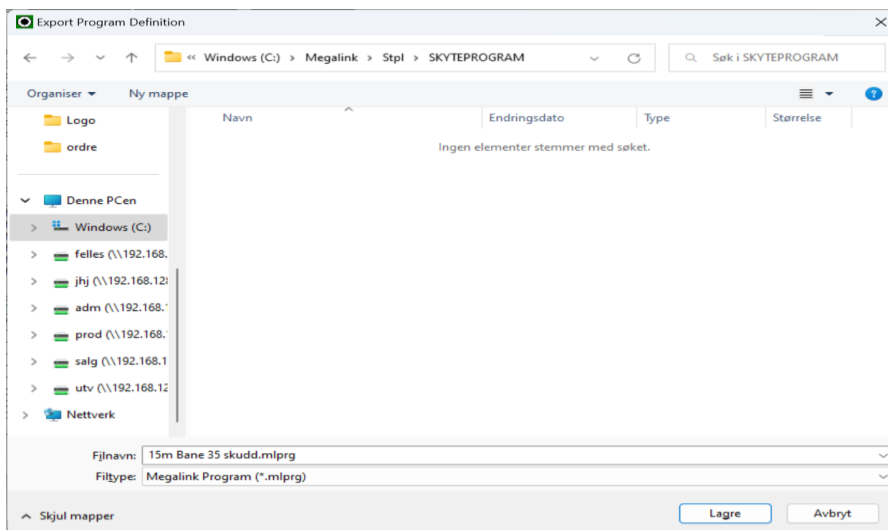 Export Program Definition
« Windows (C:) › Megalink › Stpl › SKYTEPROGRAM
Søk i SKYTEPROGRAM
Organiser Ny mappe
Navn Endringsdato Type Størrelse
Ingen elementer stemmer med søket.
Logo
ordre
Denne PCen
Windows (C:)
felles (\\192.168.
jhj (\\192.168.128
adm (\\192.168.1
prod (\\192.168.
salg (\\192.168.1
utv (\\192.168.12
Nettverk
Filnavn: 15m Bane 35 skudd.mlprg
Filtype: Megalink Program (*.mlprg)
Skjul mapper
Lagre Avbryt